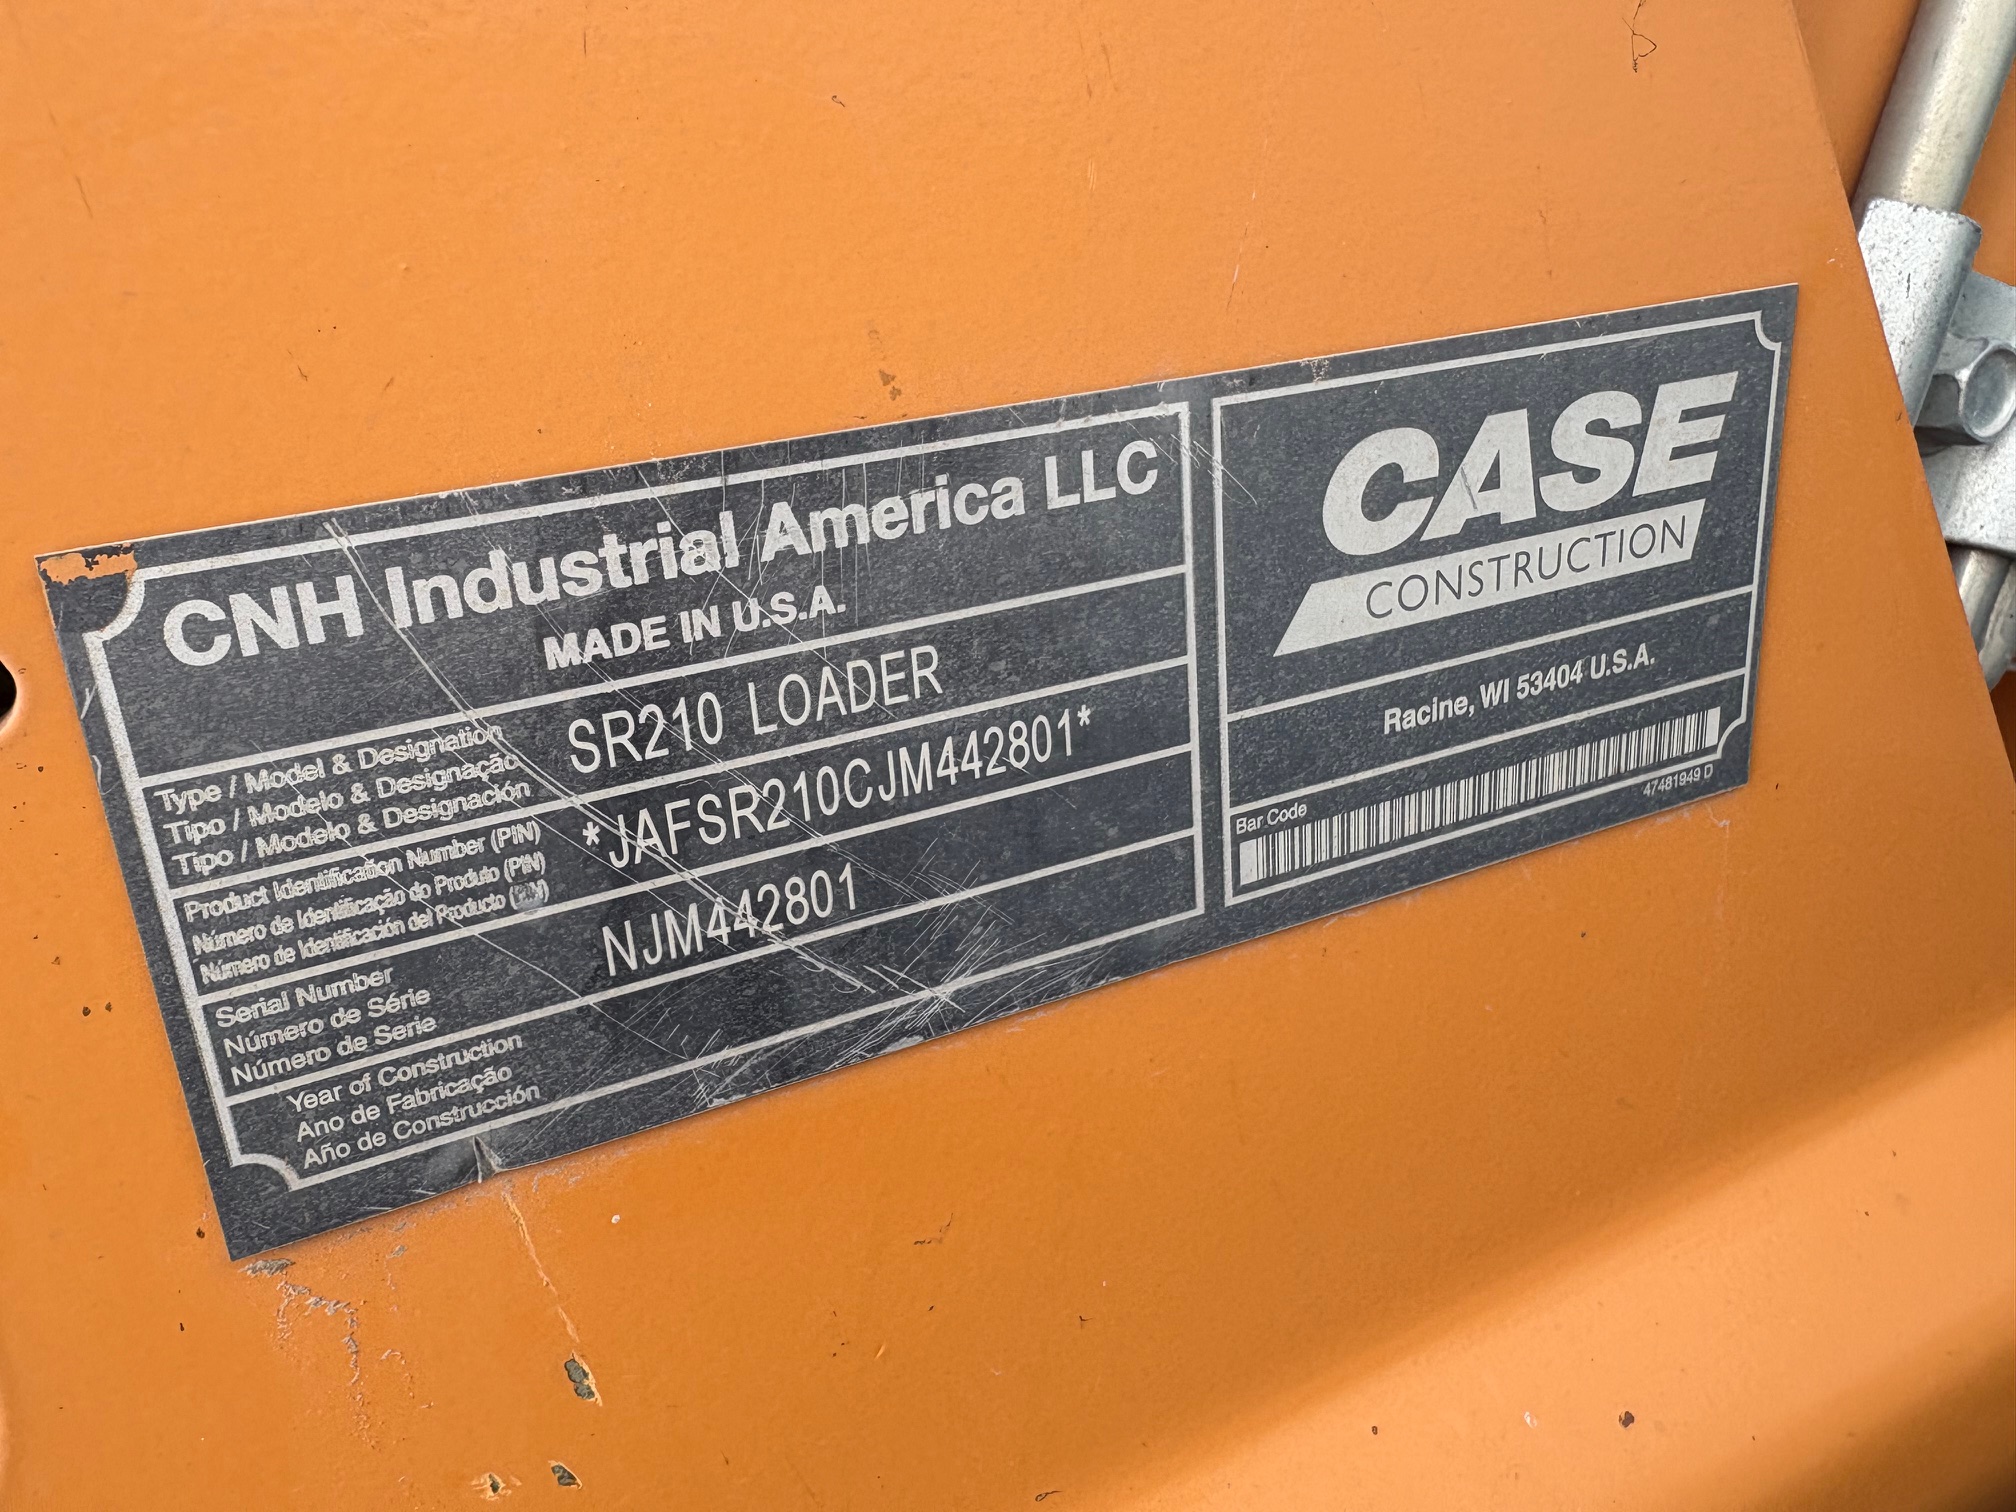 CNH Industrial America LLC
MADE IN U.S.A.
Type / Model & Designation
Tipo / Modelo & Designação
Tipo / Modelo & Designación
SR210 LOADER
Product Identification Number (PIN)
Número de Identificação do Produto (PIN)
Número de Identificación del Producto (PIN)
*JAFSR210CJM442801*
Serial Number
Número de Série
Número de Serie
NJM442801
Year of Construction
Ano de Fabricação
Año de Construcción
CASE
CONSTRUCTION
Racine, WI 53404 U.S.A.
Bar Code
47481949 D